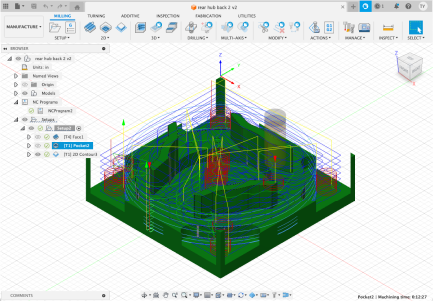 rear hub back 2 v2
TV
MILLING
TURNING
ADDITIVE
INSPECTION
FABRICATION
UTILITIES
MANUFACTURE
SETUP
2D
3D
DRILLING
MULTI-AXIS
MODIFY
ACTIONS
MANAGE
INSPECT
SELECT
BROWSER
rear hub back 2 v2
Units: in
Named Views
Origin
Models
NC Programs
NCProgram1
Setups
Setup1
[T4] Face1
[T1] Pocket2
[T1] 2D Contour1
Z
Y
X
Z
X
COMMENTS
Pocket2 | Machining time: 0:12:27